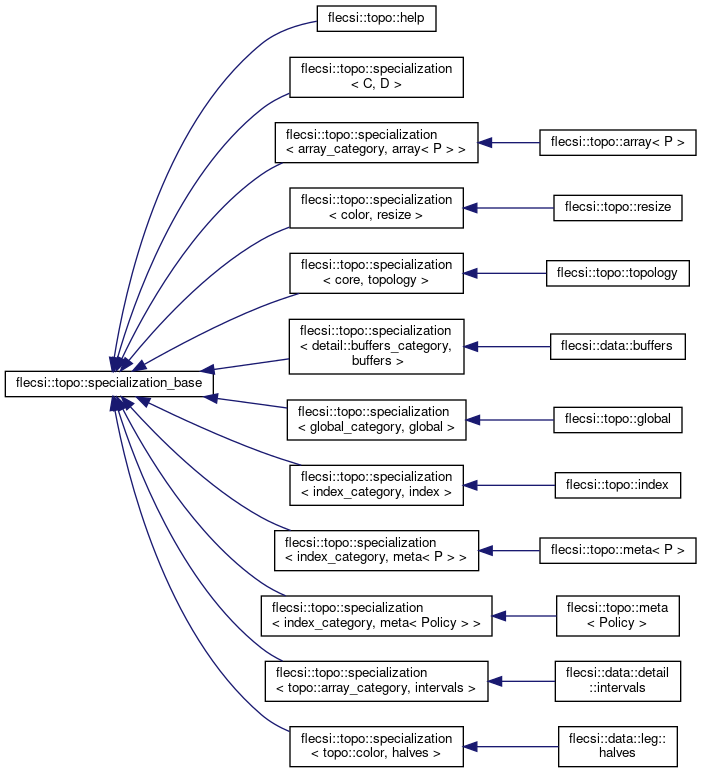 flecsi::topo::help
flecsi::topo::specialization
< C, D >
flecsi::topo::specialization
< array_category, array< P > >
flecsi::topo::array< P >
flecsi::topo::specialization
< color, resize >
flecsi::topo::resize
flecsi::topo::specialization
< core, topology >
flecsi::topo::topology
flecsi::topo::specialization
< detail::buffers_category,
buffers >
flecsi::data::buffers
flecsi::topo::specialization_base
flecsi::topo::specialization
< global_category, global >
flecsi::topo::global
flecsi::topo::specialization
< index_category, index >
flecsi::topo::index
flecsi::topo::specialization
< index_category, meta< P > >
flecsi::topo::meta< P >
flecsi::topo::specialization
< index_category, meta< Policy > >
flecsi::topo::meta
< Policy >
flecsi::topo::specialization
< topo::array_category, intervals >
flecsi::data::detail
::intervals
flecsi::topo::specialization
< topo::color, halves >
flecsi::data::leg::
halves